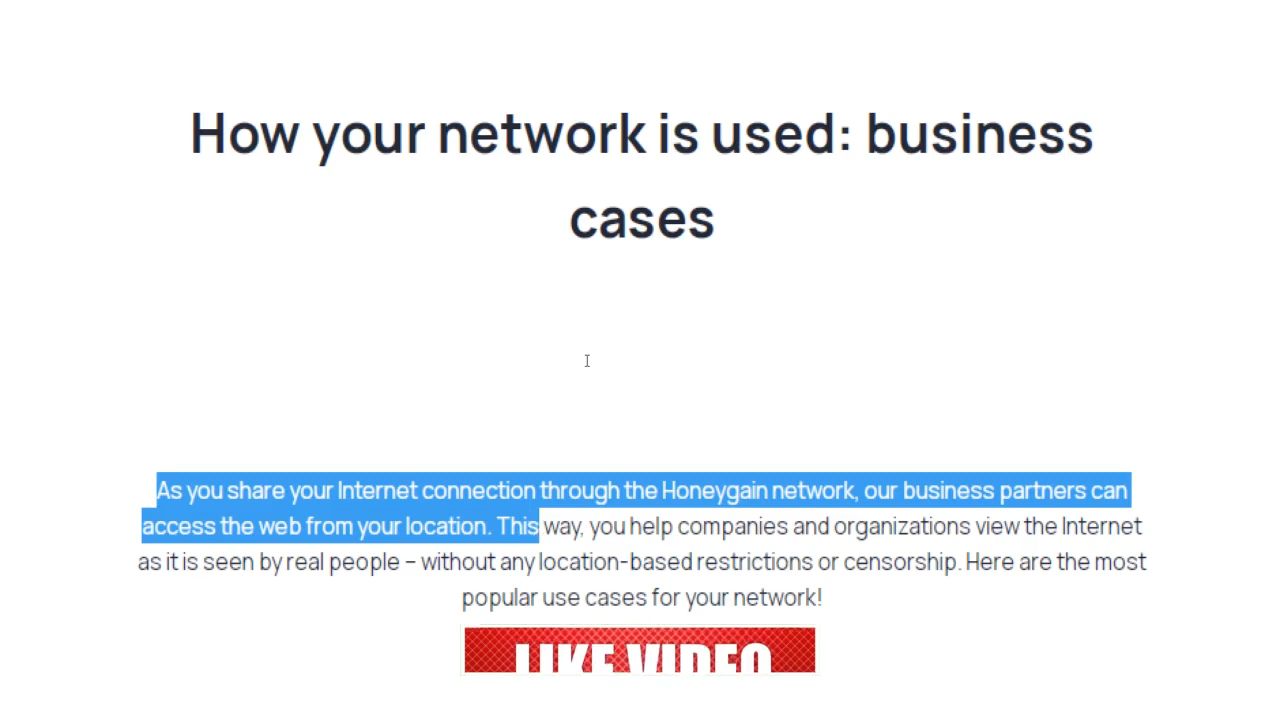 How your network is used: business
cases
As you share your Internet connection through the Honeygain network, our business partners can
access the web from your location. This way, you help companies and organizations view the Internet
as it is seen by real people – without any location-based restrictions or censorship. Here are the most
popular use cases for your network!
LIKE VIDEO